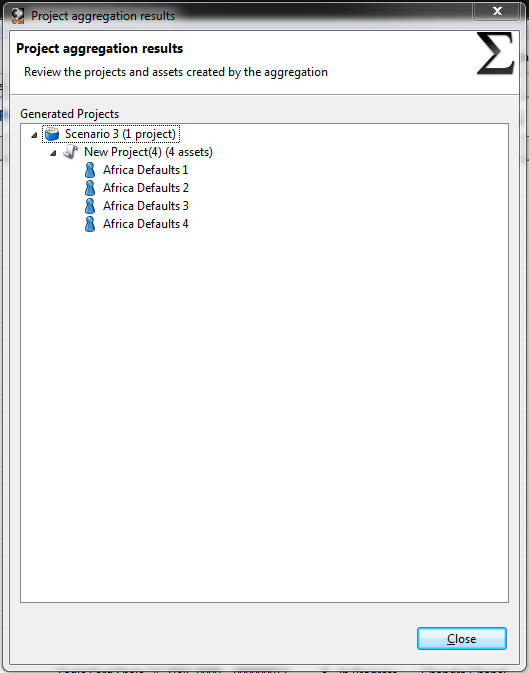 Project aggregation results
Project aggregation results
Review the projects and assets created by the aggregation
Generated Projects
Scenario 3 (1 project)
New Project(4) (4 assets)
Africa Defaults 1
Africa Defaults 2
Africa Defaults 3
Africa Defaults 4
Close